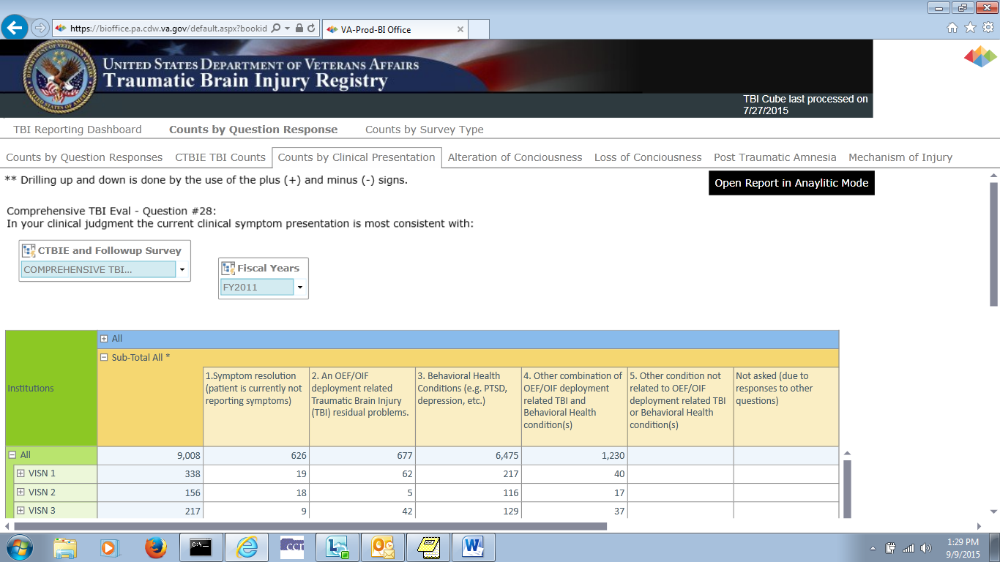 https://bioffice.pa.cdw.va.gov/default.aspx?bookid
VA-Prod-BI Office
UNITED STATES DEPARTMENT OF VETERANS AFFAIRS
Traumatic Brain Injury Registry
TBI Cube last processed on
7/27/2015
TBI Reporting Dashboard Counts by Question Response Counts by Survey Type
Counts by Question Responses CTBIE TBI Counts Counts by Clinical Presentation Alteration of Conciousness Loss of Conciousness Post Traumatic Amnesia Mechanism of Injury
** Drilling up and down is done by the use of the plus (+) and minus (-) signs.
Open Report in Anaylitic Mode
Comprehensive TBI Eval - Question #28:
In your clinical judgment the current clinical symptom presentation is most consistent with:
CTBIE and Followup Survey
COMPREHENSIVE TBI...
Fiscal Years
FY2011
Institutions
All
Sub-Total All *
1.Symptom resolution
(patient is currently not
reporting symptoms)
2. An OEF/OIF
deployment related
Traumatic Brain Injury
(TBI) residual problems.
3. Behavioral Health
Conditions (e.g. PTSD,
depression, etc.)
4. Other combination of
OEF/OIF deployment
related TBI and
Behavioral Health
condition(s)
5. Other condition not
related to OEF/OIF
deployment related TBI
or Behavioral Health
condition(s)
Not asked (due to
responses to other
questions)
All 9,008 626 677 6,475 1,230
VISN 1 338 19 62 217 40
VISN 2 156 18 5 116 17
VISN 3 217 9 42 129 37
C:\
1:29 PM
9/9/2015